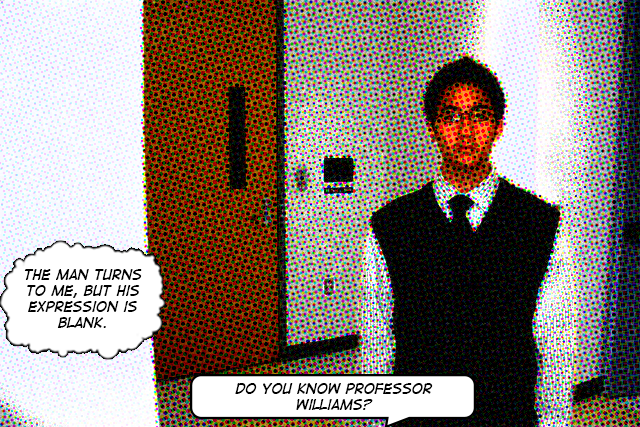 THE MAN TURNS
TO ME, BUT HIS
EXPRESSION IS
BLANK.
DO YOU KNOW PROFESSOR
WILLIAMS?